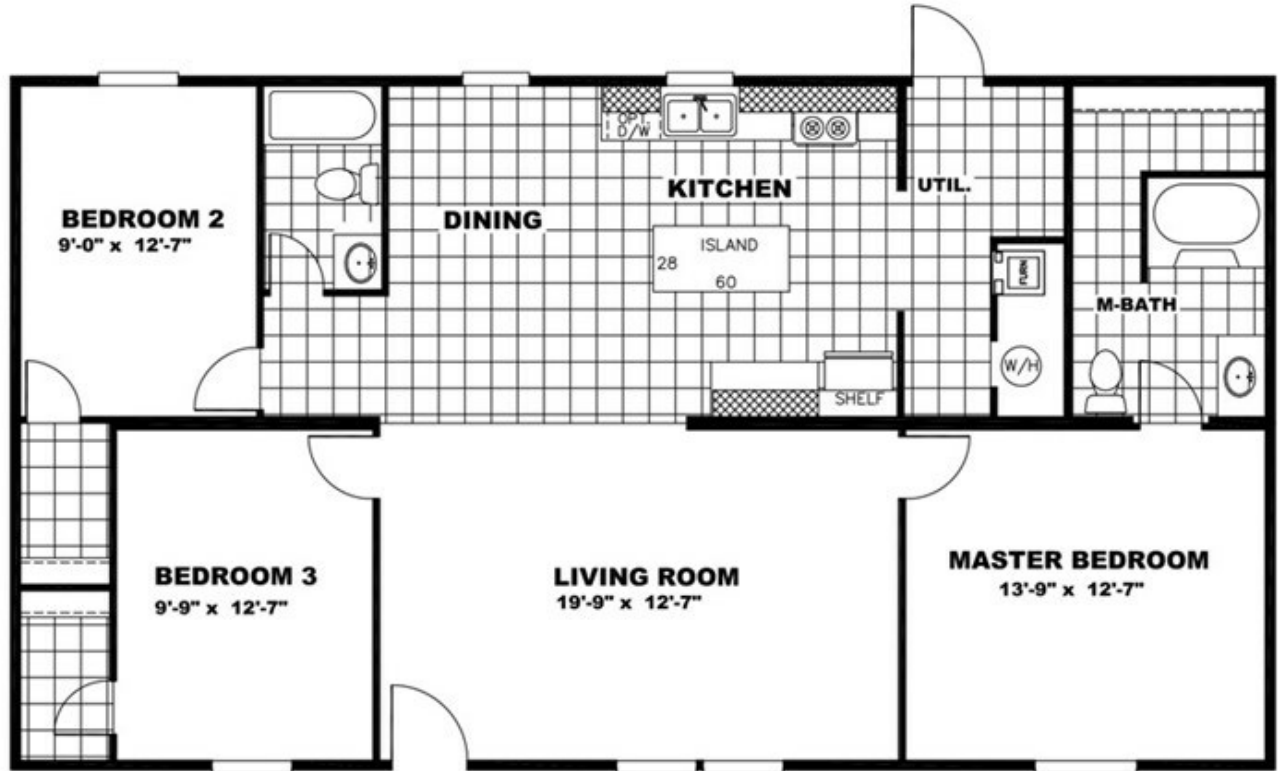 OPT.
D/W
KITCHEN
UTIL.
BEDROOM 2
9'-0" x 12'-7"
DINING
ISLAND
28
60
FURN
M-BATH
W/H
SHELF
BEDROOM 3
9'-9" x 12'-7"
LIVING ROOM
19'-9" x 12'-7"
MASTER BEDROOM
13'-9" x 12'-7"